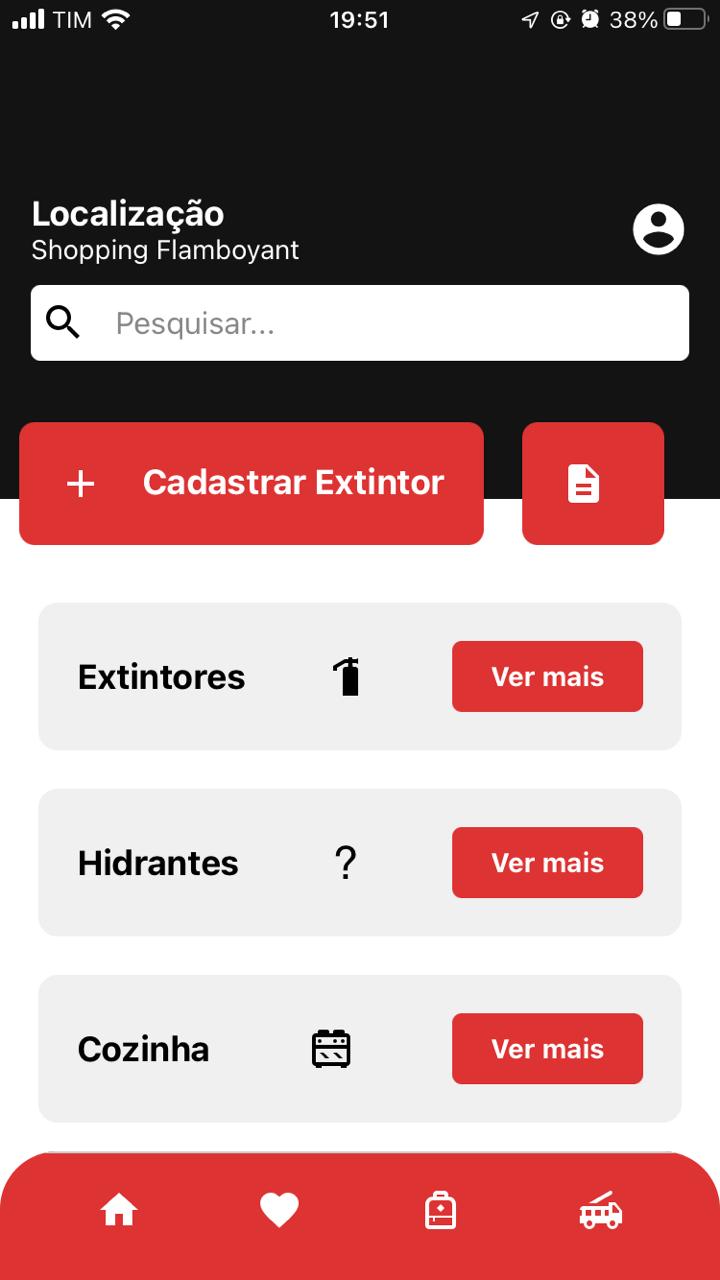 TIM 19:51 38%
Localização
Shopping Flamboyant
Pesquisar...
+ Cadastrar Extintor
Extintores Ver mais
Hidrantes ? Ver mais
Cozinha Ver mais